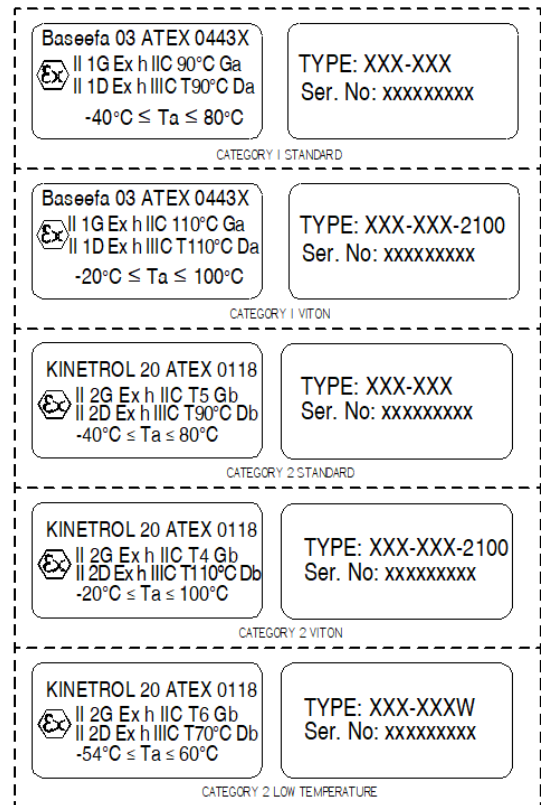 Baseefa 03 ATEX 0443X
Ex II 1G Ex h IIC 90°C Ga
II 1D Ex h IIIC T90°C Da
-40°C ≤ Ta ≤ 80°C
TYPE: XXX-XXX
Ser. No: xxxxxxxxx
CATEGORY I STANDARD
Baseefa 03 ATEX 0443X
Ex II 1G Ex h IIC 110°C Ga
II 1D Ex h IIIC T110°C Da
-20°C ≤ Ta ≤ 100°C
TYPE: XXX-XXX-2100
Ser. No: xxxxxxxxx
CATEGORY I VITON
KINETROL 20 ATEX 0118
Ex II 2G Ex h IIC T5 Gb
II 2D Ex h IIIC T90°C Db
-40°C ≤ Ta ≤ 80°C
TYPE: XXX-XXX
Ser. No: xxxxxxxxx
CATEGORY 2 STANDARD
KINETROL 20 ATEX 0118
Ex II 2G Ex h IIC T4 Gb
II 2D Ex h IIIC T110°C Db
-20°C ≤ Ta ≤ 100°C
TYPE: XXX-XXX-2100
Ser. No: xxxxxxxxx
CATEGORY 2 VITON
KINETROL 20 ATEX 0118
Ex II 2G Ex h IIC T6 Gb
II 2D Ex h IIIC T70°C Db
-54°C ≤ Ta ≤ 60°C
TYPE: XXX-XXXW
Ser. No: xxxxxxxxx
CATEGORY 2 LOW TEMPERATURE